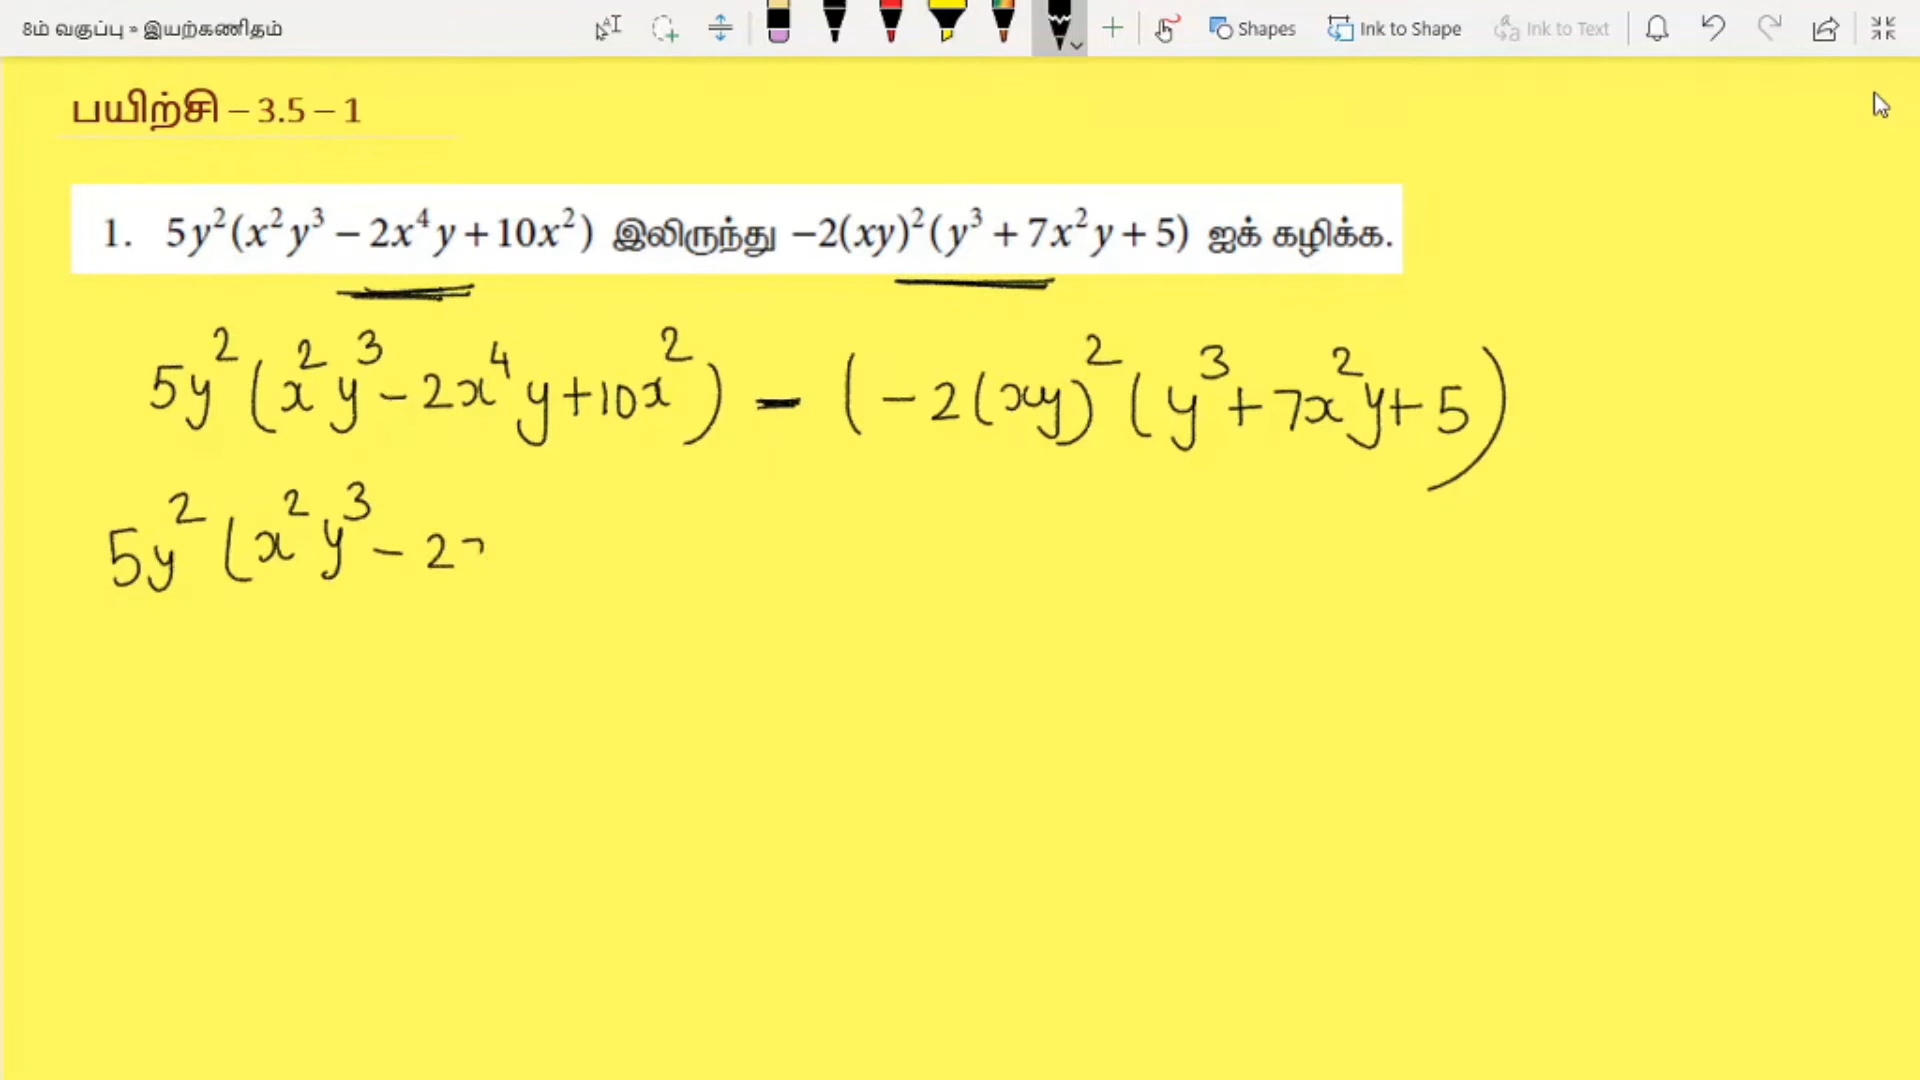 8ம் வகுப்பு » இயற்கணிதம்
Shapes
Ink to Shape
Ink to Text
பயிற்சி – 3.5 – 1
1. 5y²(x²y³ − 2x⁴y + 10x²) இலிருந்து −2(xy)²(y³ + 7x²y + 5) ஐக் கழிக்க.
5y²(x²y³ − 2x⁴y + 10x²) − (−2(xy)²(y³ + 7x²y + 5)
5y²(x²y³ − 2